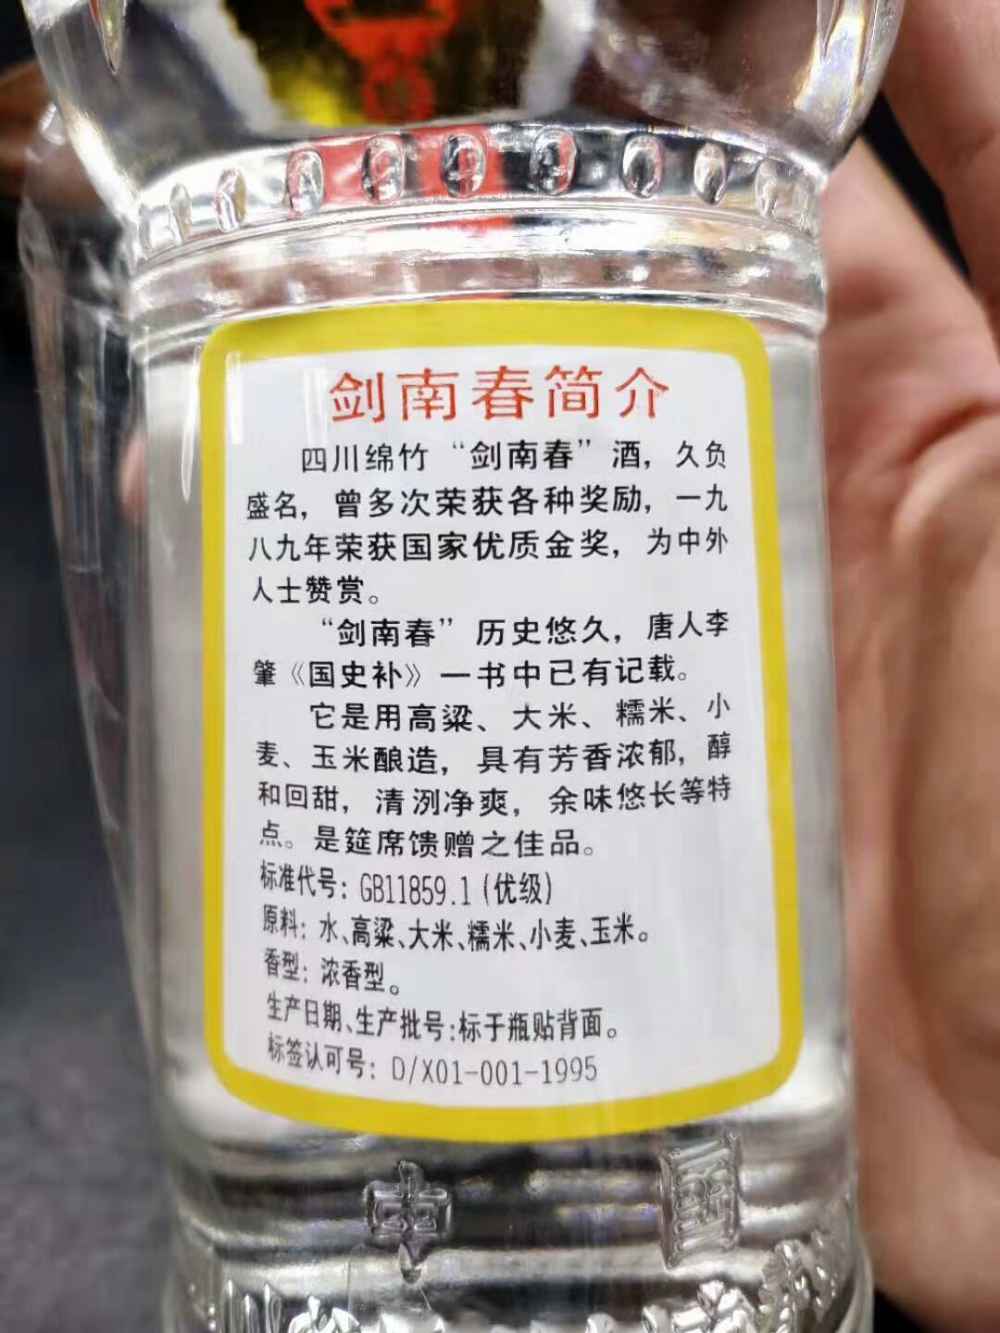 剑南春简介
四川绵竹“剑南春”酒，久负
盛名，曾多次荣获各种奖励，一九
八九年荣获国家优质金奖，为中外
人士赞赏。
“剑南春”历史悠久，唐人李
肇《国史补》一书中已有记载。
它是用高粱、大米、糯米、小
麦、玉米酿造，具有芳香浓郁，醇
和回甜，清洌净爽，余味悠长等特
点。是筵席馈赠之佳品。
标准代号：GB11859.1(优级)
原料：水、高粱、大米、糯米、小麦、玉米。
香型：浓香型。
生产日期、生产批号：标于瓶贴背面。
标签认可号：D/X01-001-1995
中国